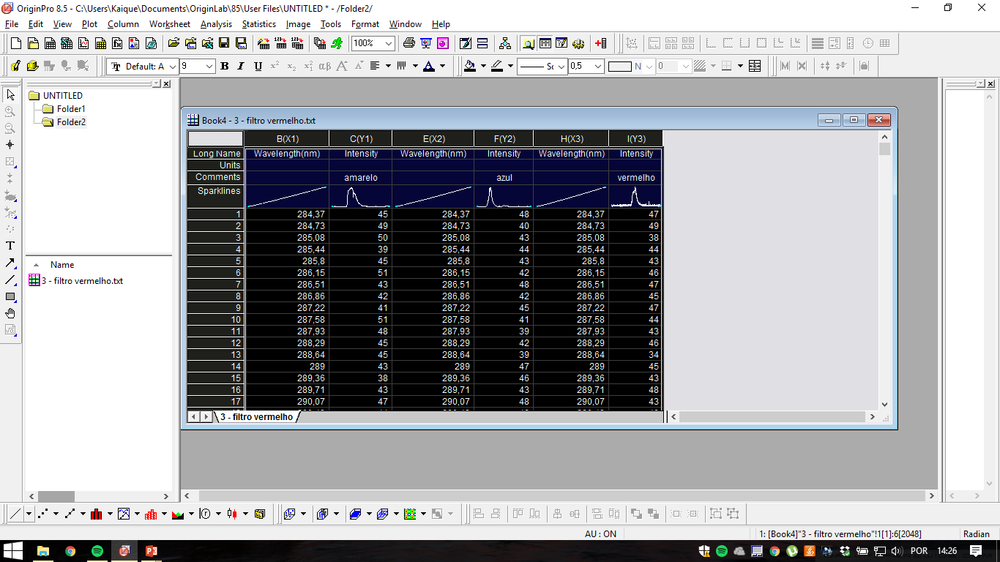 OriginPro 8.5 - C:\Users\Kaique\Documents\OriginLab\85\User Files\UNTITLED * - /Folder2/
File Edit View Plot Column Worksheet Analysis Statistics Image Tools Format Window Help
100%
Default: A 9 B I U 0,5 N 0
UNTITLED
Folder1
Folder2
Name
3 - filtro vermelho.txt
Book4 - 3 - filtro vermelho.txt
B(X1) C(Y1) E(X2) F(Y2) H(X3) I(Y3)
Long Name Wavelength(nm) Intensity Wavelength(nm) Intensity Wavelength(nm) Intensity
Units
Comments amarelo azul vermelho
Sparklines
1 284,37 45 284,37 48 284,37 47
2 284,73 49 284,73 40 284,73 49
3 285,08 50 285,08 43 285,08 38
4 285,44 39 285,44 44 285,44 44
5 285,8 45 285,8 43 285,8 43
6 286,15 51 286,15 42 286,15 46
7 286,51 43 286,51 48 286,51 47
8 286,86 42 286,86 42 286,86 45
9 287,22 41 287,22 45 287,22 47
10 287,58 51 287,58 41 287,58 44
11 287,93 48 287,93 39 287,93 43
12 288,29 45 288,29 42 288,29 46
13 288,64 45 288,64 39 288,64 34
14 289 43 289 47 289 45
15 289,36 38 289,36 46 289,36 43
16 289,71 43 289,71 43 289,71 48
17 290,07 47 290,07 48 290,07 43
3 - filtro vermelho
AU : ON 1: [Book4]"3 - filtro vermelho"!1[1]:6[2048] Radian
POR 14:26